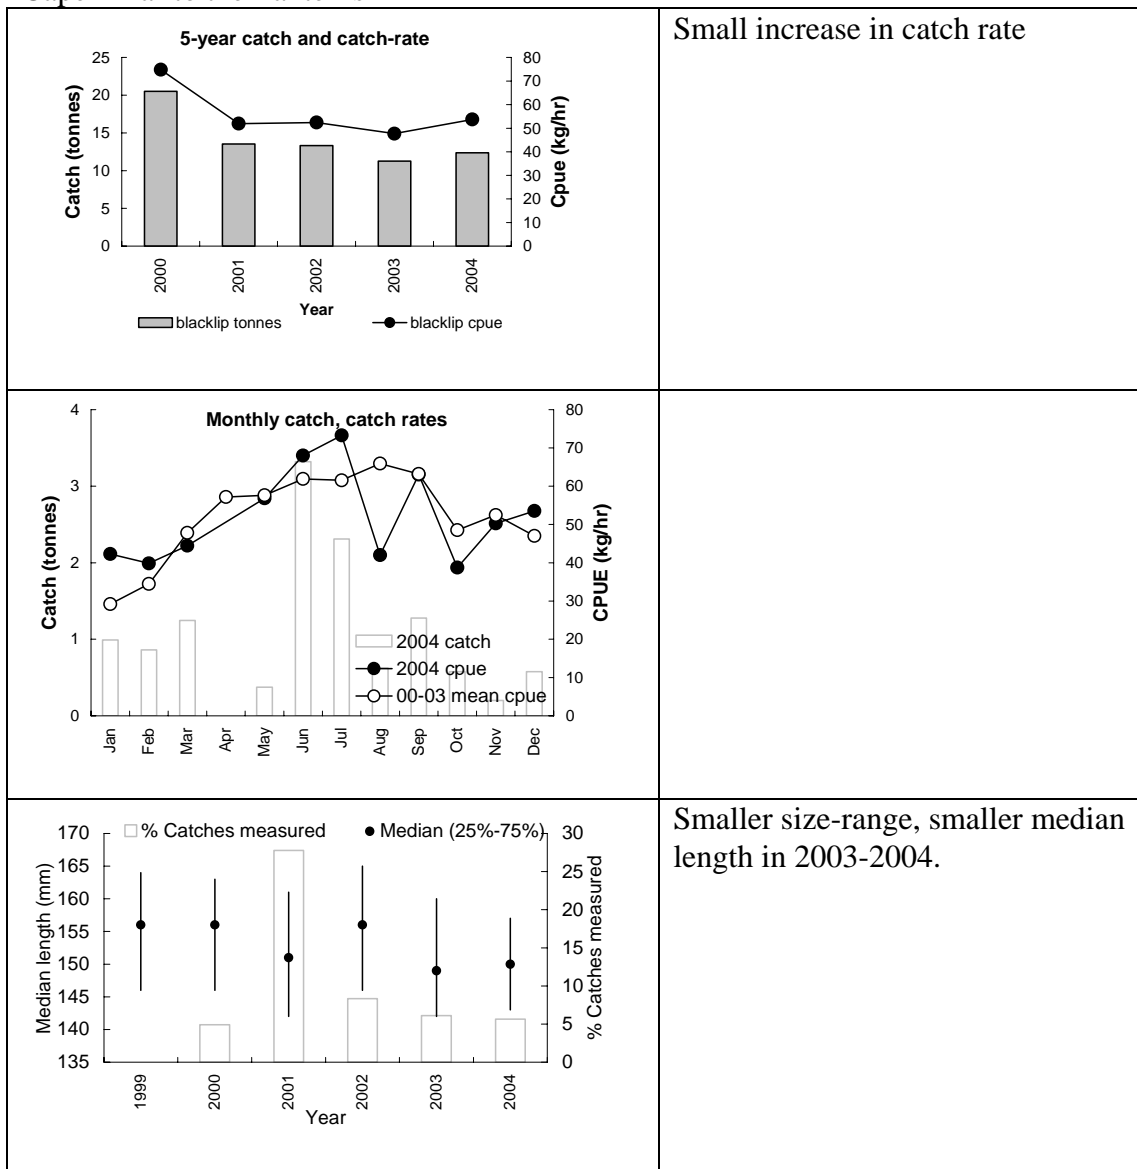 5-year catch and catch-rate
Catch (tonnes)
25
20
15
10
5
0
80
70
60
50
40
30
20
10
0
Cpue (kg/hr)
2000
2001
2002
2003
2004
Year
blacklip tonnes
blacklip cpue
Small increase in catch rate
Monthly catch, catch rates
Catch (tonnes)
4
3
2
1
0
80
70
60
50
40
30
20
10
0
CPUE (kg/hr)
2004 catch
2004 cpue
00-03 mean cpue
Jan
Feb
Mar
Apr
May
Jun
Jul
Aug
Sep
Oct
Nov
Dec
% Catches measured
Median (25%-75%)
Median length (mm)
170
165
160
155
150
145
140
135
30
25
20
15
10
5
0
% Catches measured
1999
2000
2001
2002
2003
2004
Year
Smaller size-range, smaller median
length in 2003-2004.